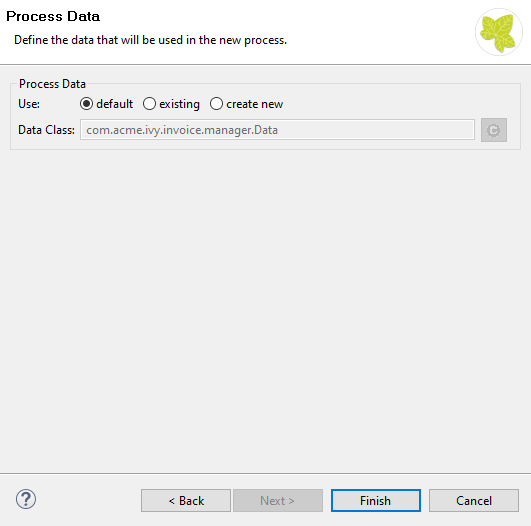 Process Data
Define the data that will be used in the new process.
Process Data
Use: default existing create new
Data Class: com.acme.ivy.invoice.manager.Data C
? < Back Next > Finish Cancel